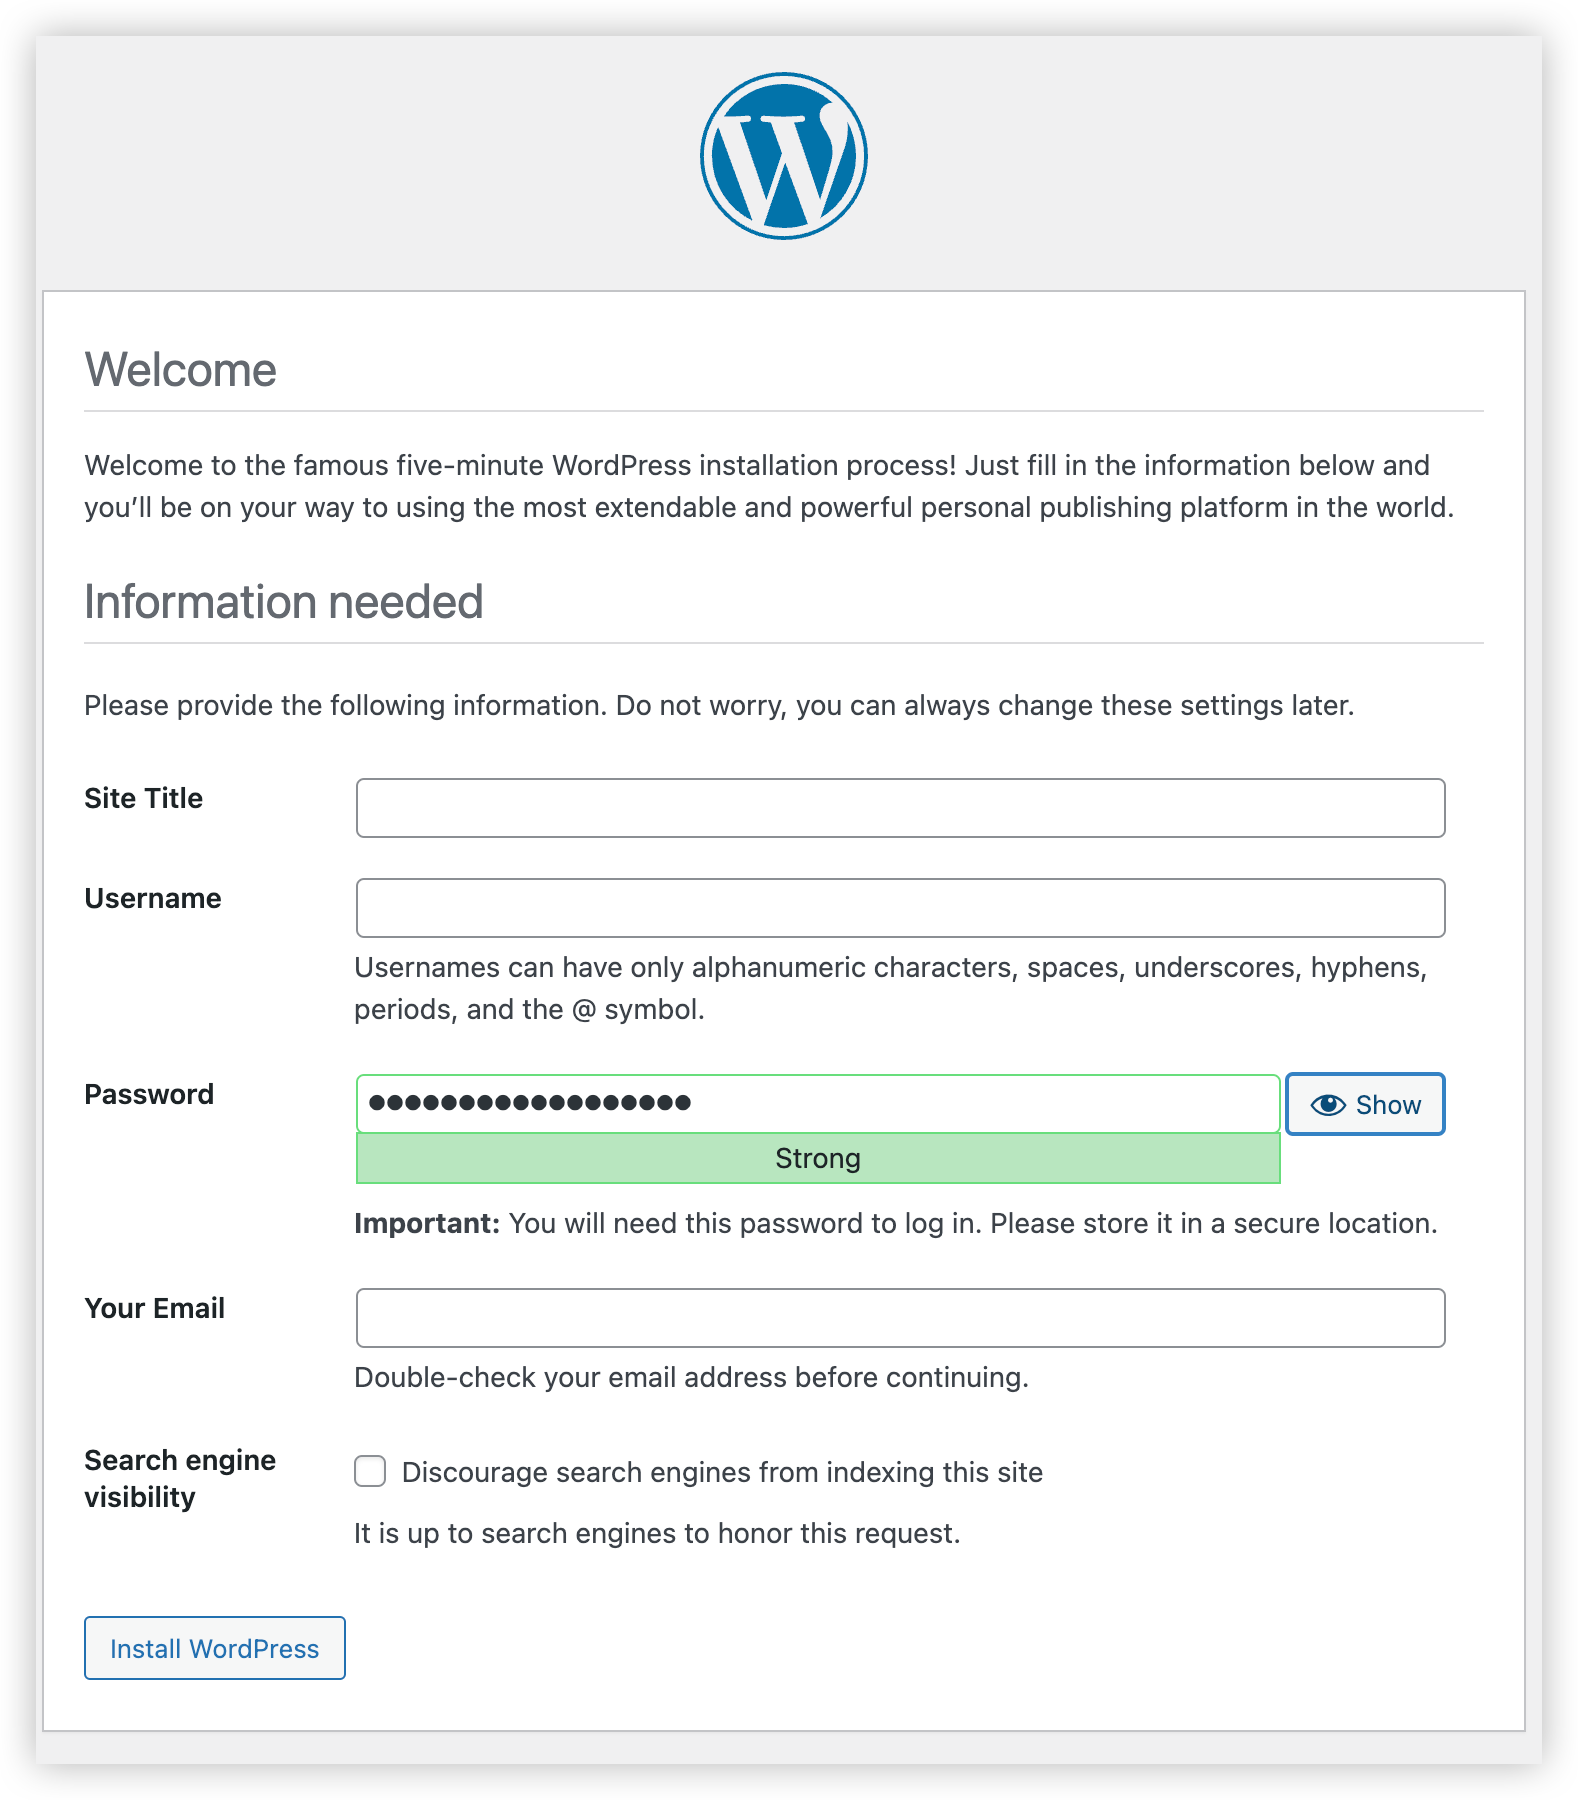 Welcome
Welcome to the famous five-minute WordPress installation process! Just fill in the information below and
you’ll be on your way to using the most extendable and powerful personal publishing platform in the world.
Information needed
Please provide the following information. Do not worry, you can always change these settings later.
Site Title
Username
Usernames can have only alphanumeric characters, spaces, underscores, hyphens,
periods, and the @ symbol.
Password
●●●●●●●●●●●●●●●●●●
Show
Strong
Important: You will need this password to log in. Please store it in a secure location.
Your Email
Double-check your email address before continuing.
Search engine
visibility
Discourage search engines from indexing this site
It is up to search engines to honor this request.
Install WordPress